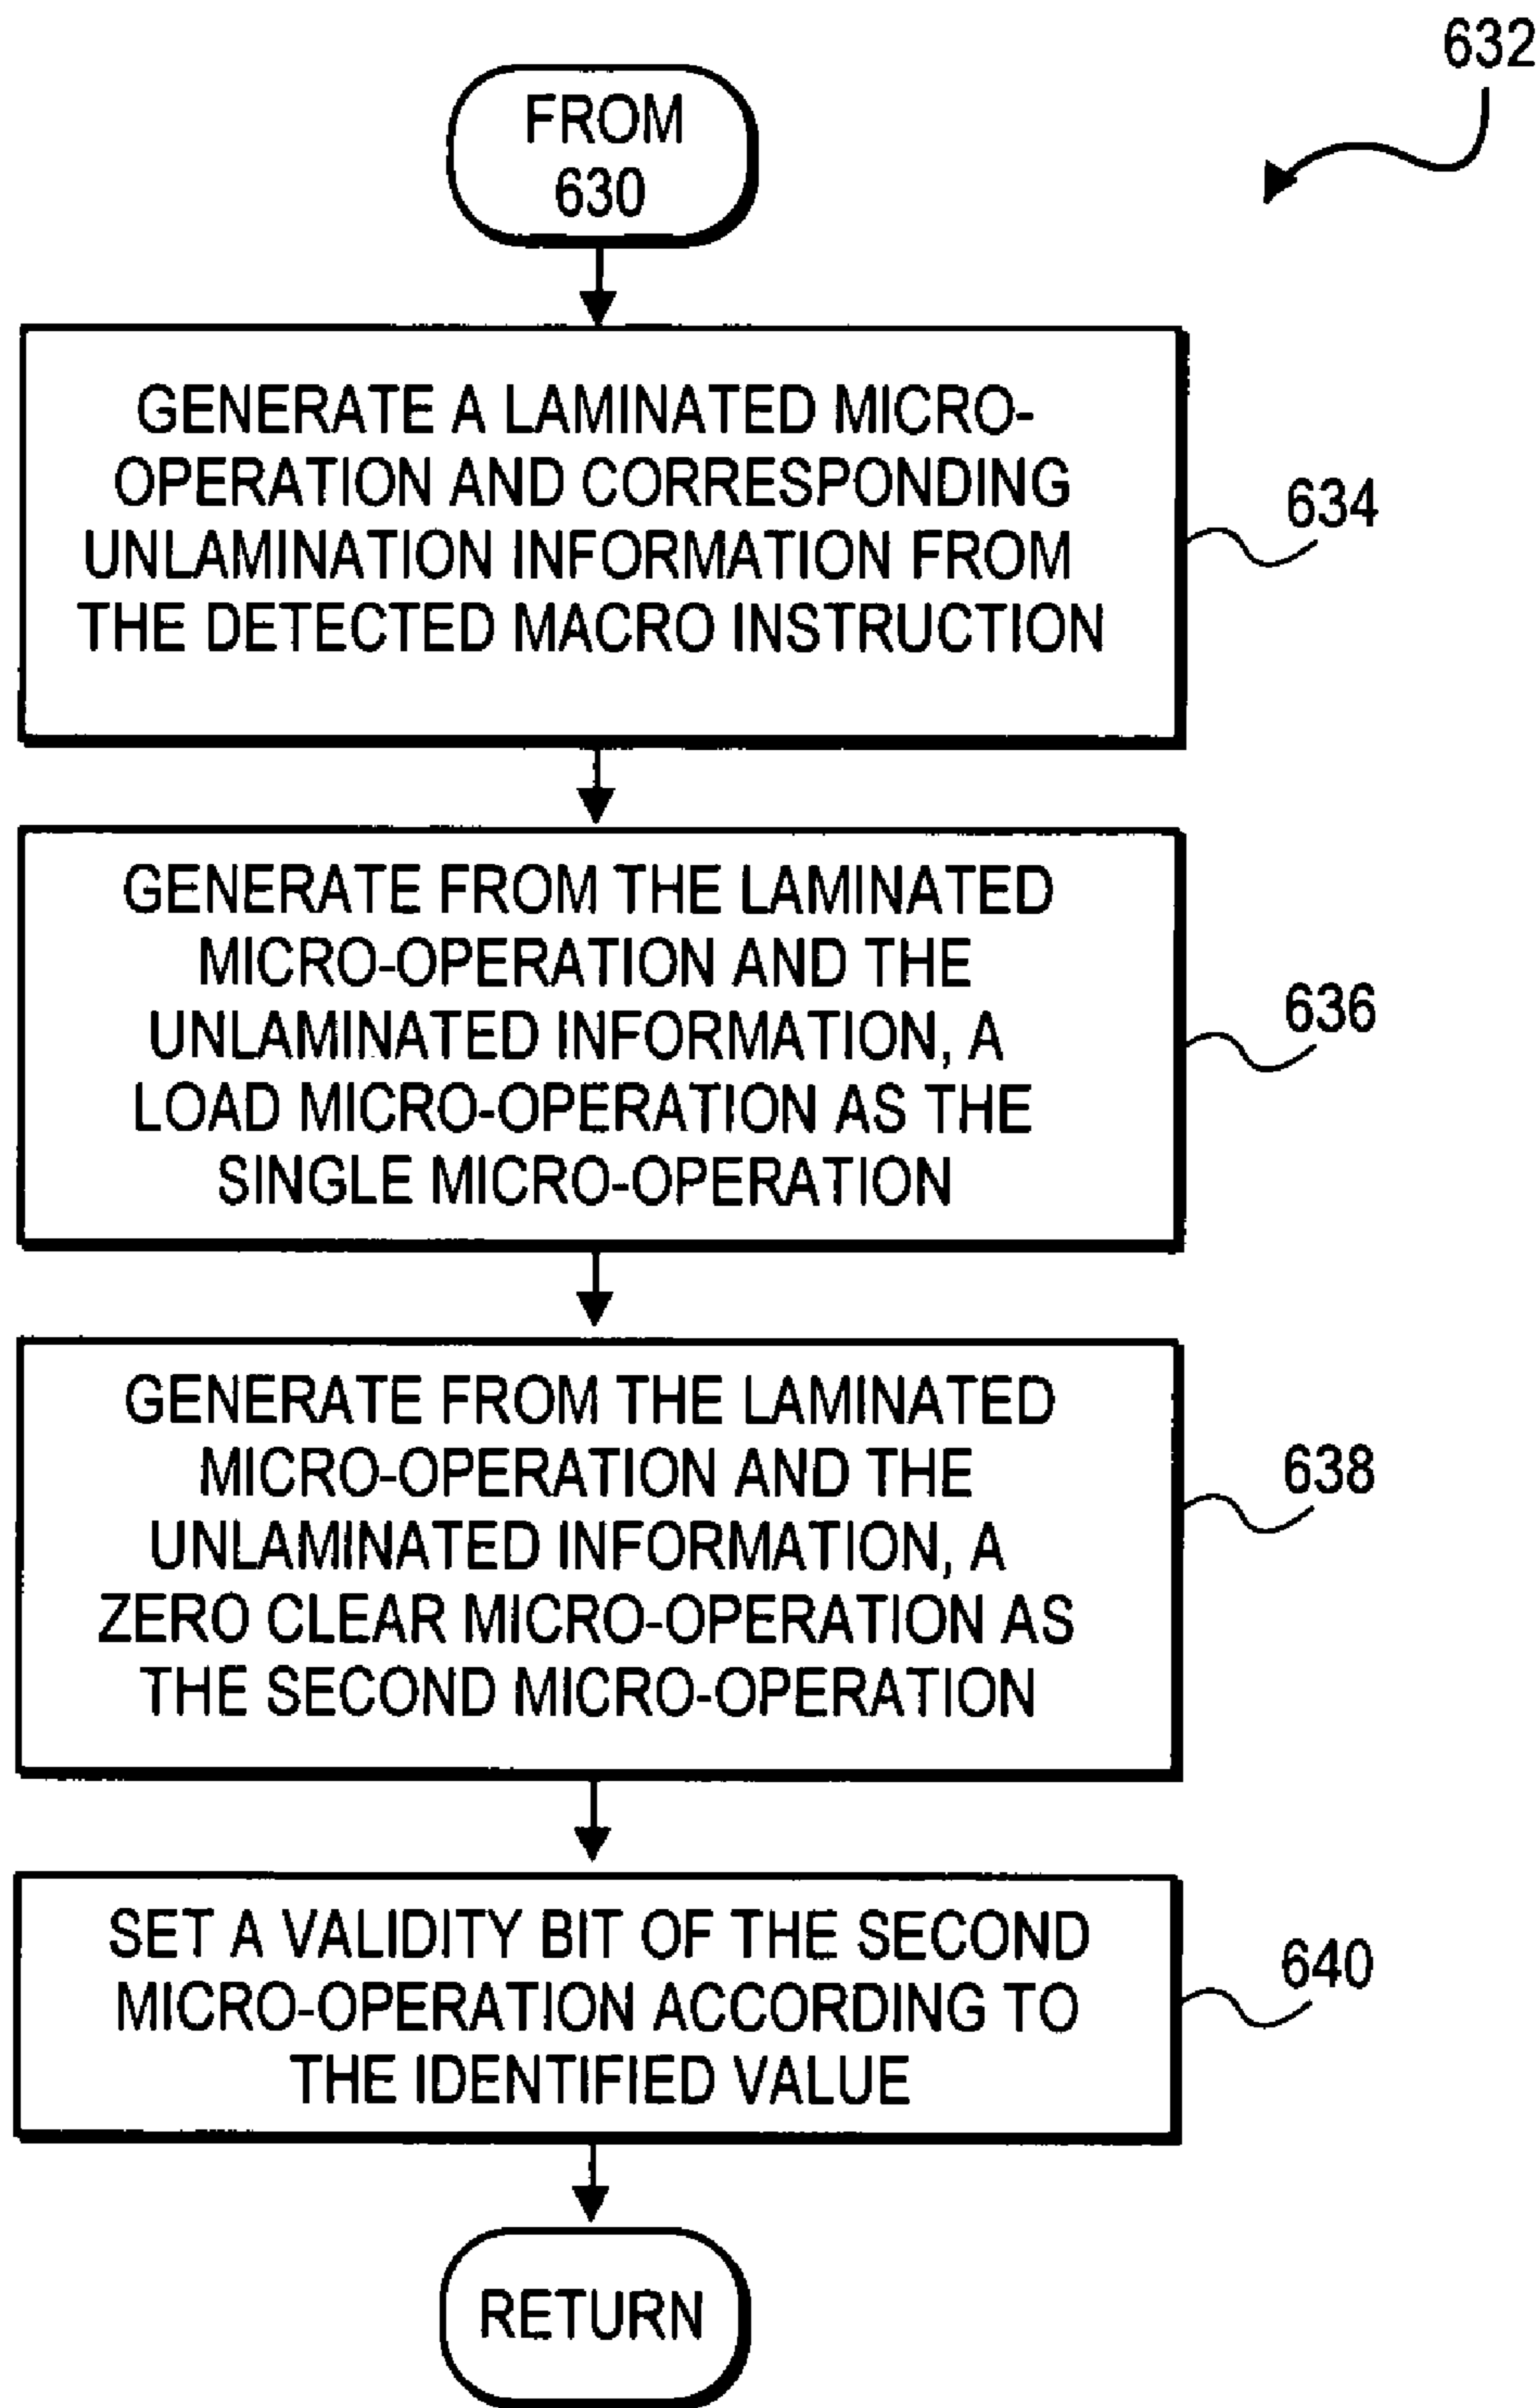 632
FROM
630
GENERATE A LAMINATED MICRO-
OPERATION AND CORRESPONDING
UNLAMINATION INFORMATION FROM
THE DETECTED MACRO INSTRUCTION
634
GENERATE FROM THE LAMINATED
MICRO-OPERATION AND THE
UNLAMINATED INFORMATION, A
LOAD MICRO-OPERATION AS THE
SINGLE MICRO-OPERATION
636
GENERATE FROM THE LAMINATED
MICRO-OPERATION AND THE
UNLAMINATED INFORMATION, A
ZERO CLEAR MICRO-OPERATION AS
THE SECOND MICRO-OPERATION
638
SET A VALIDITY BIT OF THE SECOND
MICRO-OPERATION ACCORDING TO
THE IDENTIFIED VALUE
640
RETURN